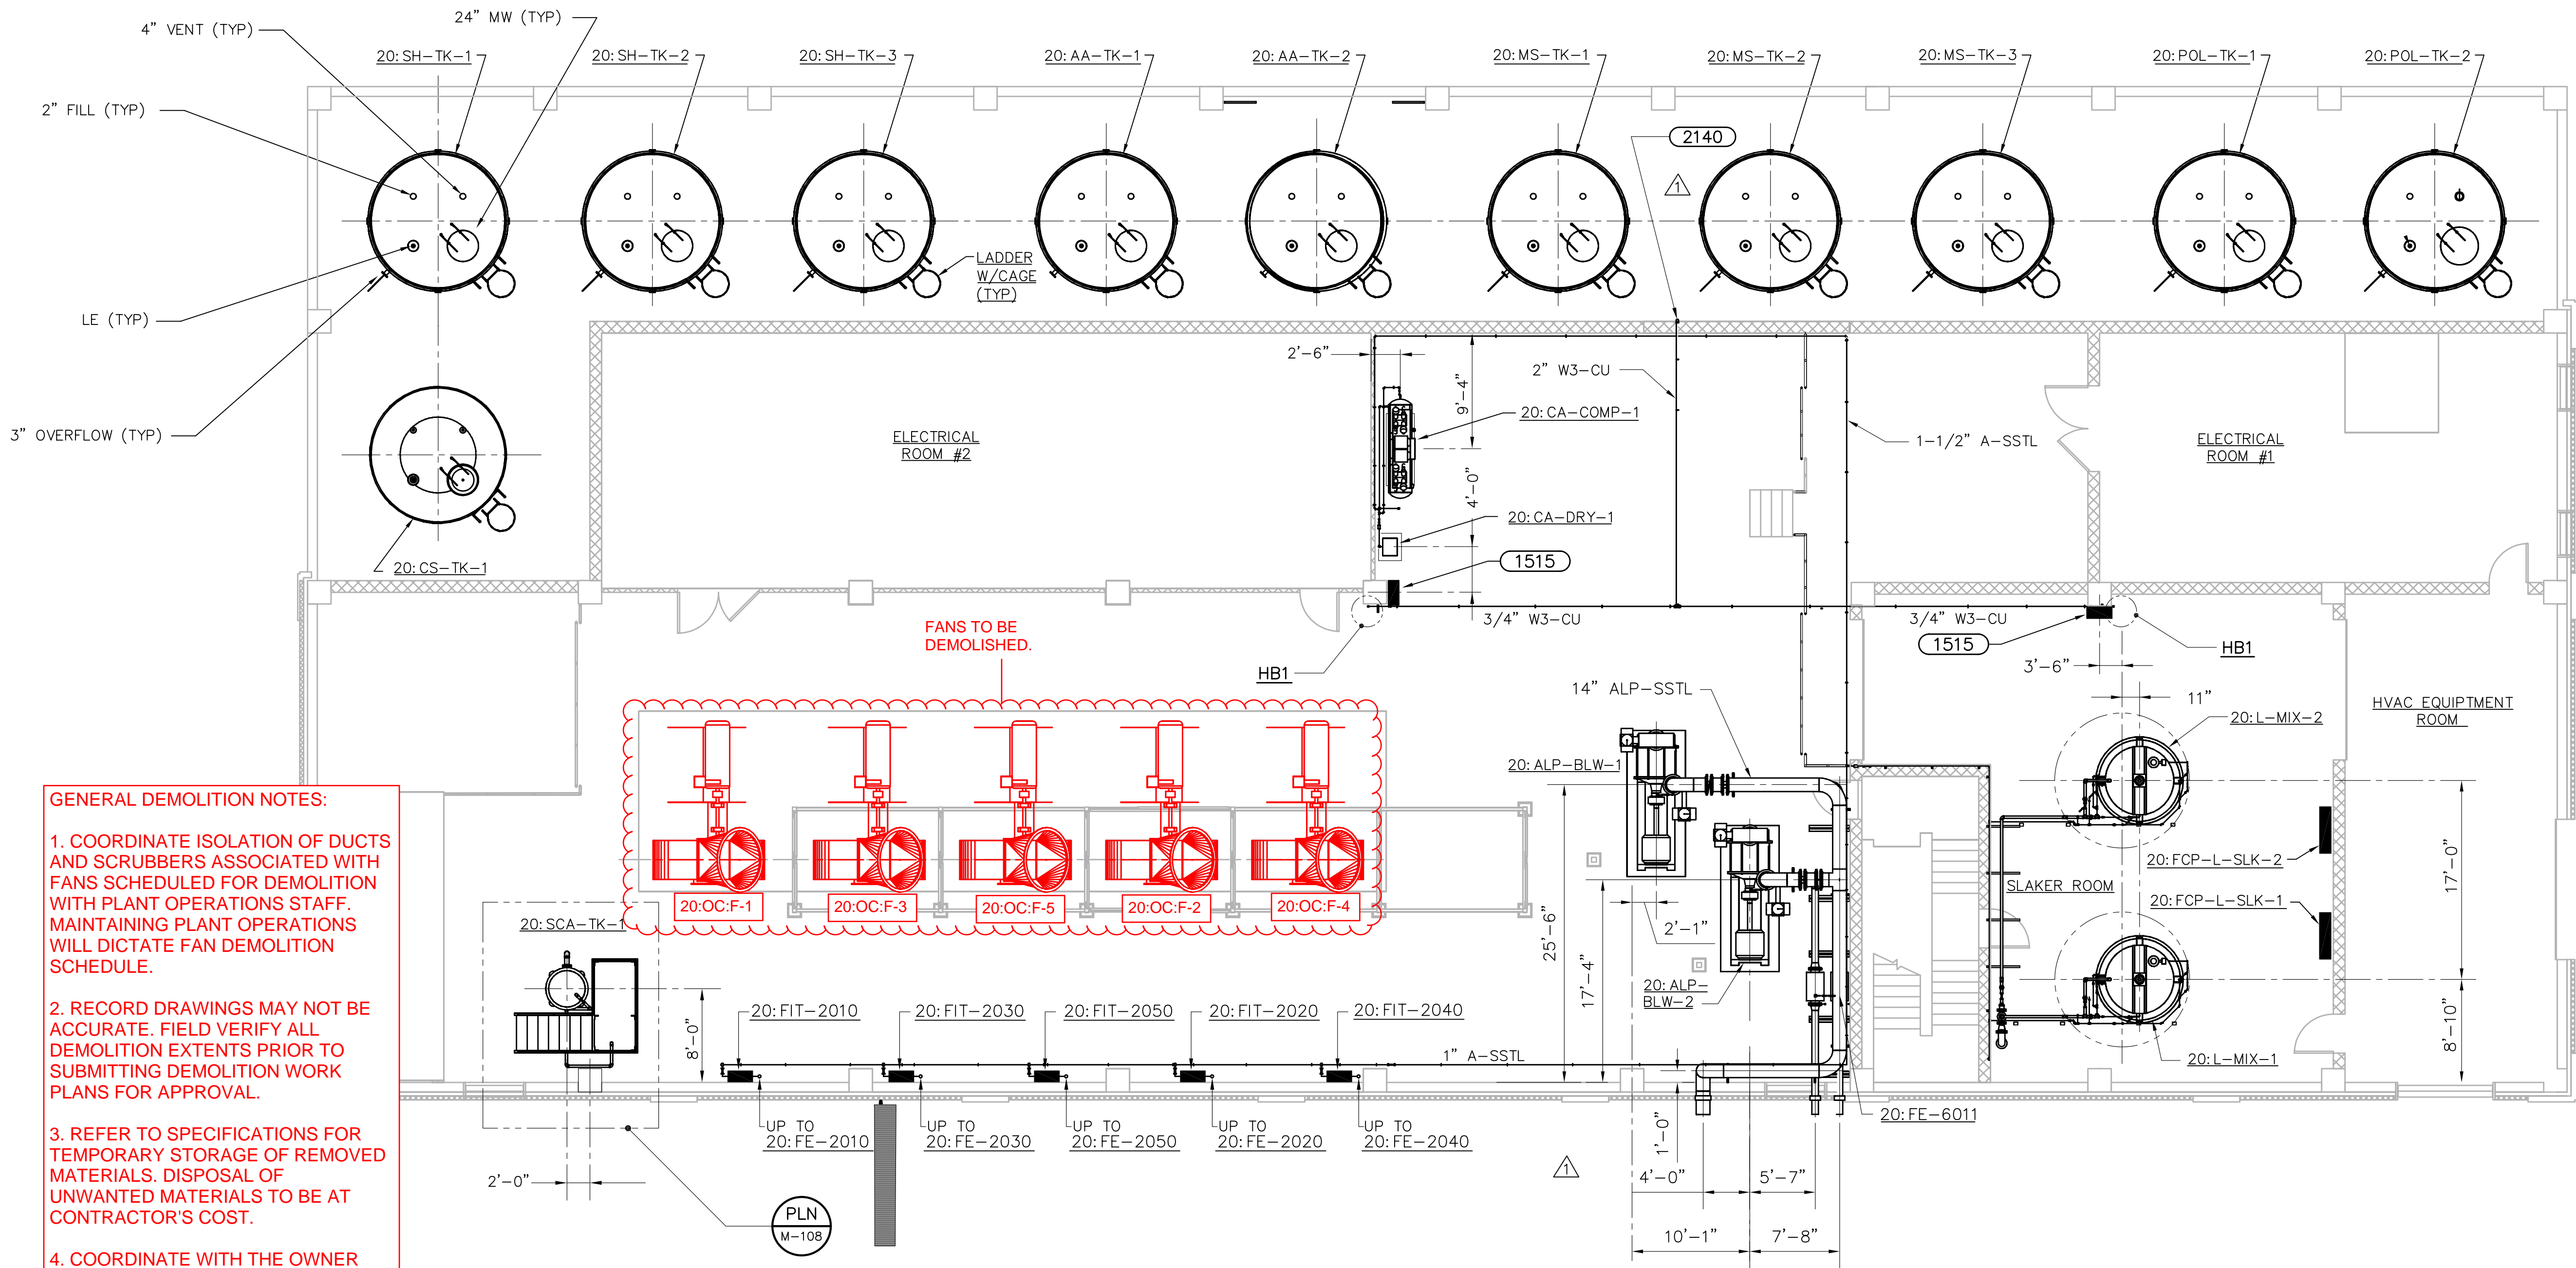 24" MW (TYP)
4" VENT (TYP)
2" FILL (TYP)
LE (TYP)
3" OVERFLOW (TYP)
20:SH-TK-1
20:SH-TK-2
20:SH-TK-3
20:AA-TK-1
20:AA-TK-2
20:MS-TK-1
20:MS-TK-2
20:MS-TK-3
20:POL-TK-1
20:POL-TK-2
2140
1
LADDER
W/CAGE
(TYP)
20:CS-TK-1
ELECTRICAL
ROOM #2
2'-6"
9'-4"
2" W3-CU
20:CA-COMP-1
4'-0"
20:CA-DRY-1
1515
1-1/2" A-SSTL
ELECTRICAL
ROOM #1
3/4" W3-CU
HB1
3/4" W3-CU
1515
HB1
3'-6"
11"
HVAC EQUIPTMENT
ROOM
20:L-MIX-2
FANS TO BE
DEMOLISHED.
20:OC:F-1
20:OC:F-3
20:OC:F-5
20:OC:F-2
20:OC:F-4
14" ALP-SSTL
20:ALP-BLW-1
25'-6"
17'-4"
2'-1"
20:ALP-
BLW-2
20:FCP-L-SLK-2
SLAKER ROOM
20:FCP-L-SLK-1
17'-0"
8'-10"
20:L-MIX-1
20:FE-6011
20:SCA-TK-1
8'-0"
2'-0"
20:FIT-2010
20:FIT-2030
20:FIT-2050
20:FIT-2020
20:FIT-2040
1" A-SSTL
UP TO
20:FE-2010
UP TO
20:FE-2030
UP TO
20:FE-2050
UP TO
20:FE-2020
UP TO
20:FE-2040
1
1'-0"
4'-0"
5'-7"
10'-1"
7'-8"
PLN
M-108
GENERAL DEMOLITION NOTES:
1. COORDINATE ISOLATION OF DUCTS
AND SCRUBBERS ASSOCIATED WITH
FANS SCHEDULED FOR DEMOLITION
WITH PLANT OPERATIONS STAFF.
MAINTAINING PLANT OPERATIONS
WILL DICTATE FAN DEMOLITION
SCHEDULE.
2. RECORD DRAWINGS MAY NOT BE
ACCURATE. FIELD VERIFY ALL
DEMOLITION EXTENTS PRIOR TO
SUBMITTING DEMOLITION WORK
PLANS FOR APPROVAL.
3. REFER TO SPECIFICATIONS FOR
TEMPORARY STORAGE OF REMOVED
MATERIALS. DISPOSAL OF
UNWANTED MATERIALS TO BE AT
CONTRACTOR'S COST.
4. COORDINATE WITH THE OWNER